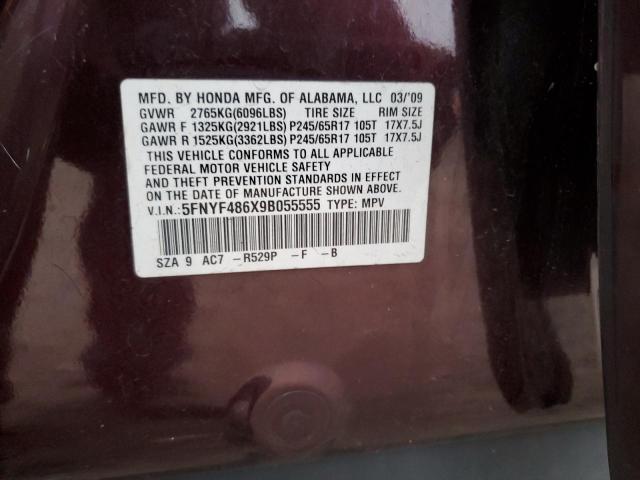 MFD. BY HONDA MFG. OF ALABAMA, LLC 03/'09
GVWR 2765KG(6096LBS) TIRE SIZE RIM SIZE
GAWR F 1325KG(2921LBS) P245/65R17 105T 17X7.5J
GAWR R 1525KG(3362LBS) P245/65R17 105T 17X7.5J
THIS VEHICLE CONFORMS TO ALL APPLICABLE
FEDERAL MOTOR VEHICLE SAFETY
AND THEFT PREVENTION STANDARDS IN EFFECT
ON THE DATE OF MANUFACTURE SHOWN ABOVE.
V.I.N.: 5FNYF486X9B055555 TYPE: MPV
SZA 9 AC7 -R529P -F -B